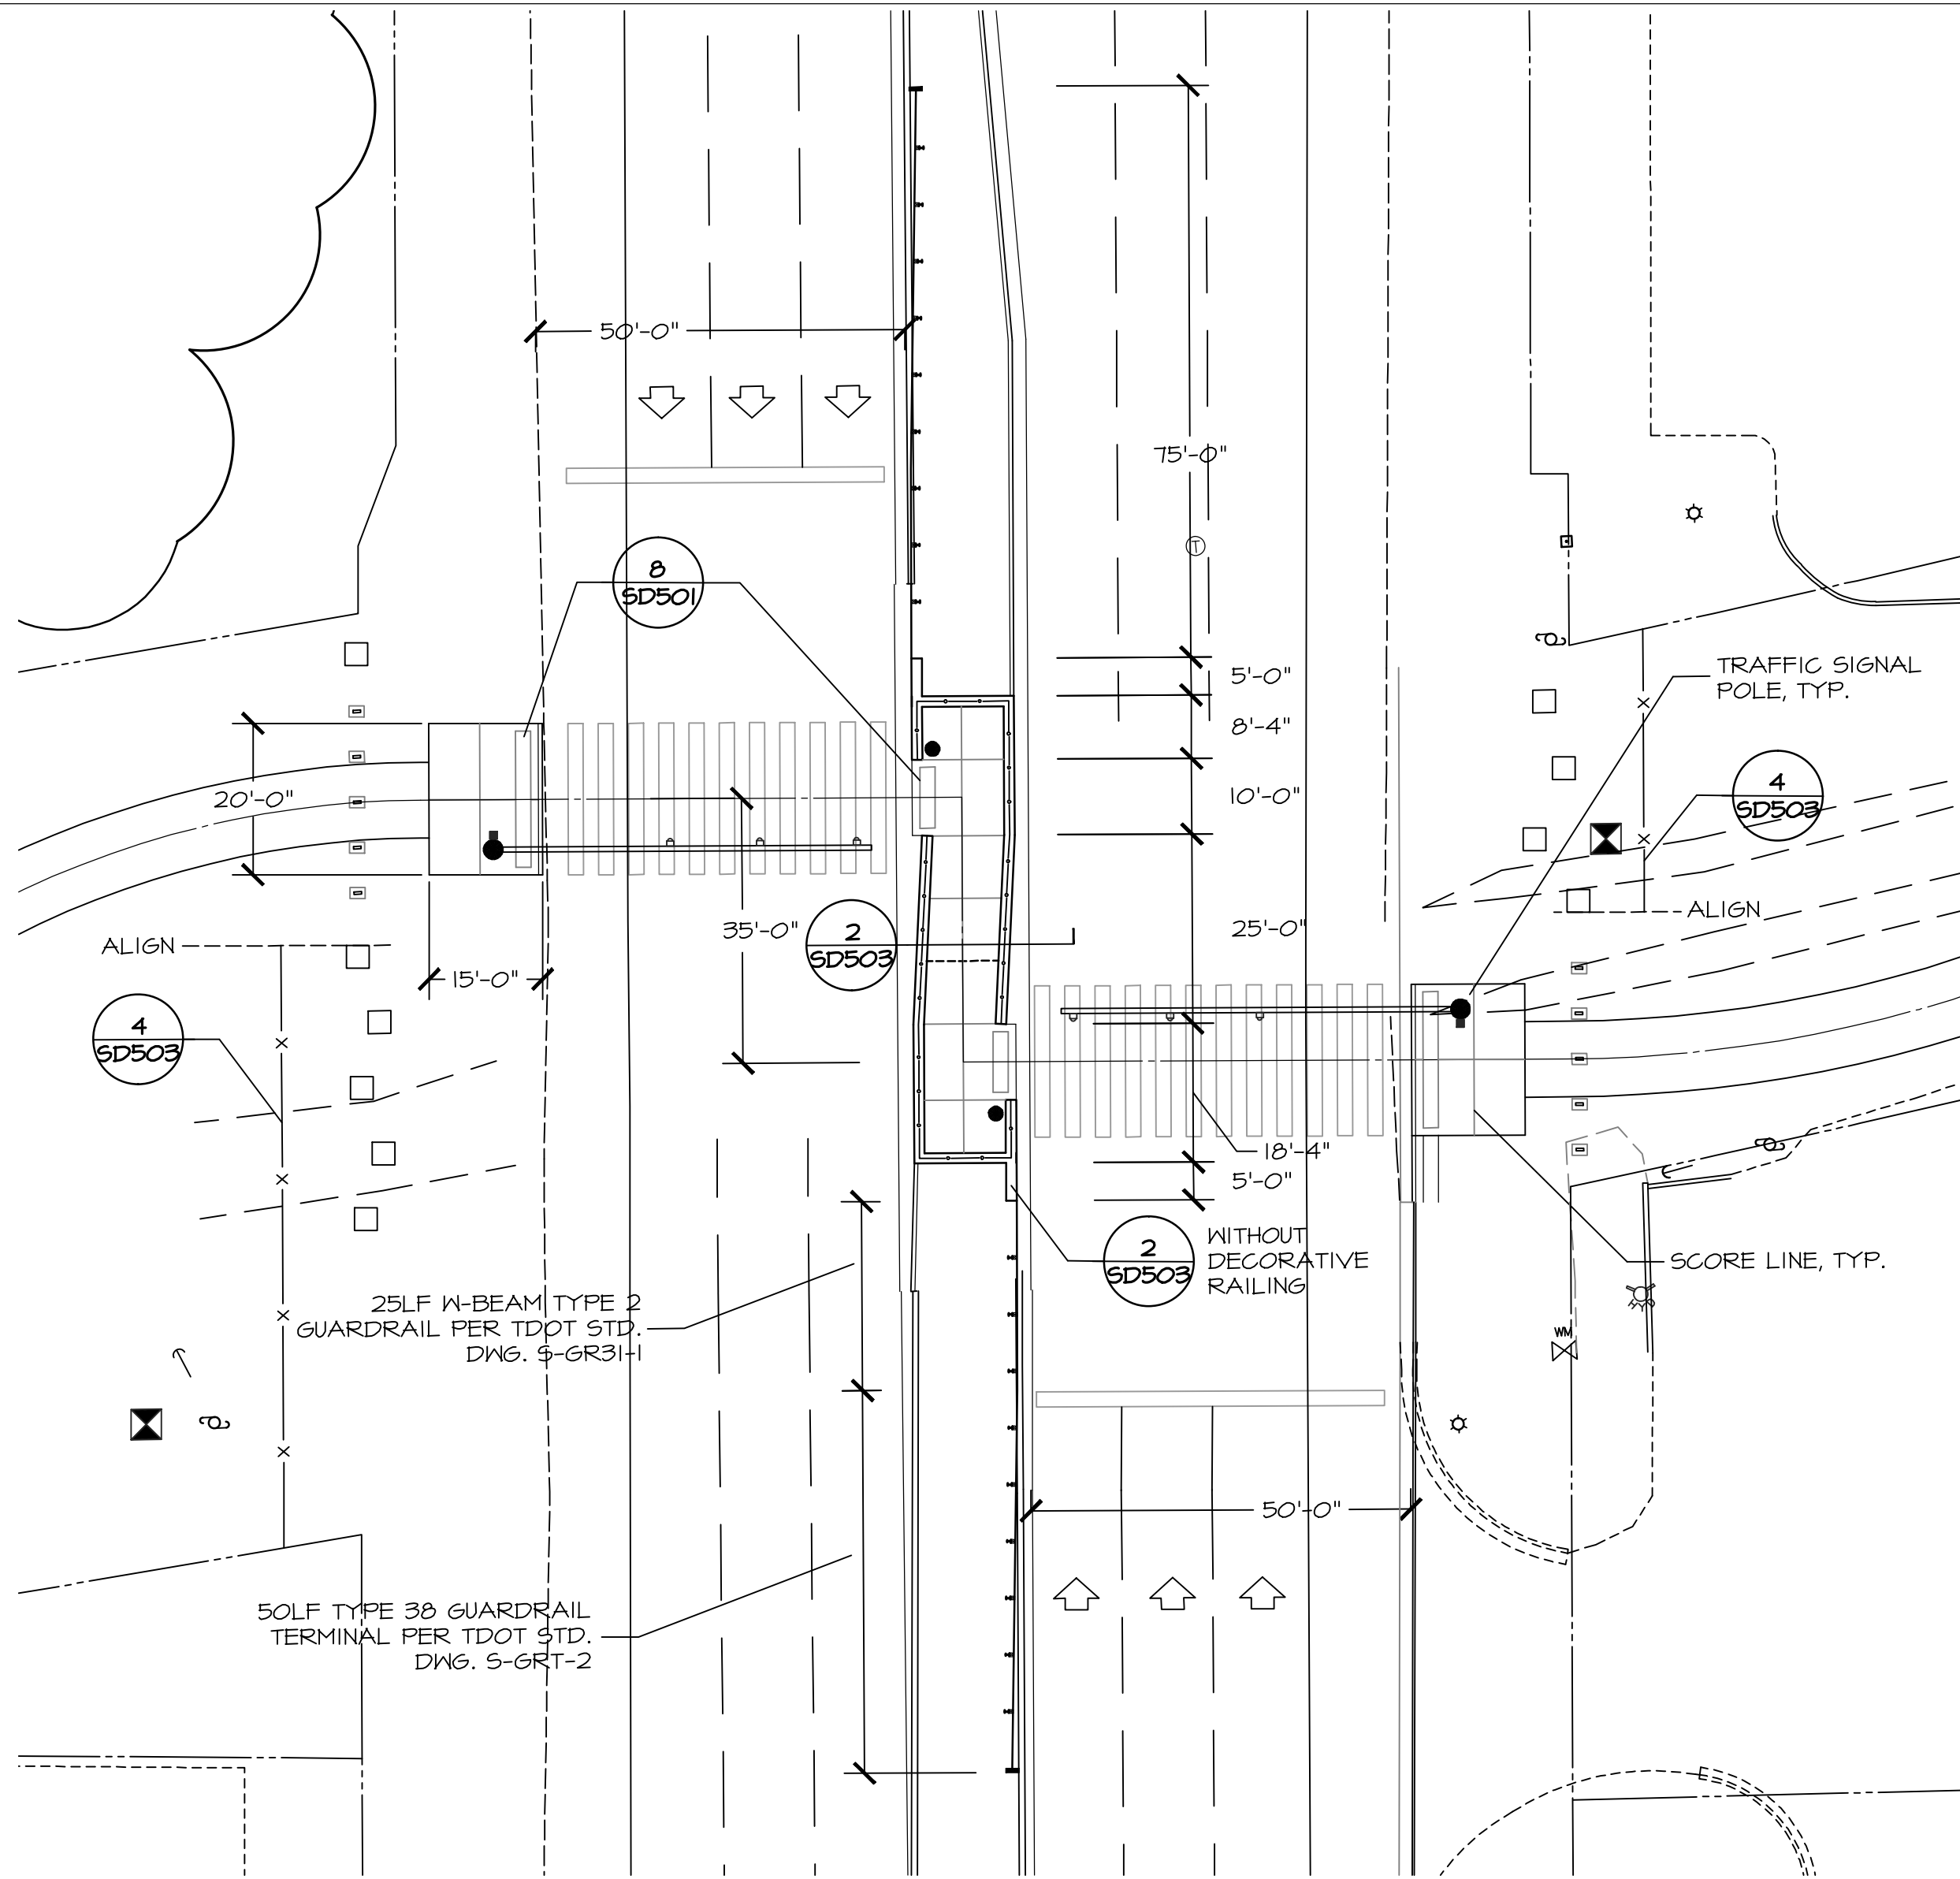 50'-0"
75'-0"
T
8
SD501
5'-0"
TRAFFIC SIGNAL
POLE, TYP.
8'-4"
4
SD503
20'-0"
10'-0"
ALIGN
35'-0"
2
SD503
25'-0"
ALIGN
15'-0"
4
SD503
18'-4"
5'-0"
2
SD503
WITHOUT
DECORATIVE
RAILING
SCORE LINE, TYP.
25LF W-BEAM TYPE 2
GUARDRAIL PER TDOT STD.
DWG. S-GR31-1
WM
50'-0"
50LF TYPE 38 GUARDRAIL
TERMINAL PER TDOT STD.
DWG. S-GRT-2